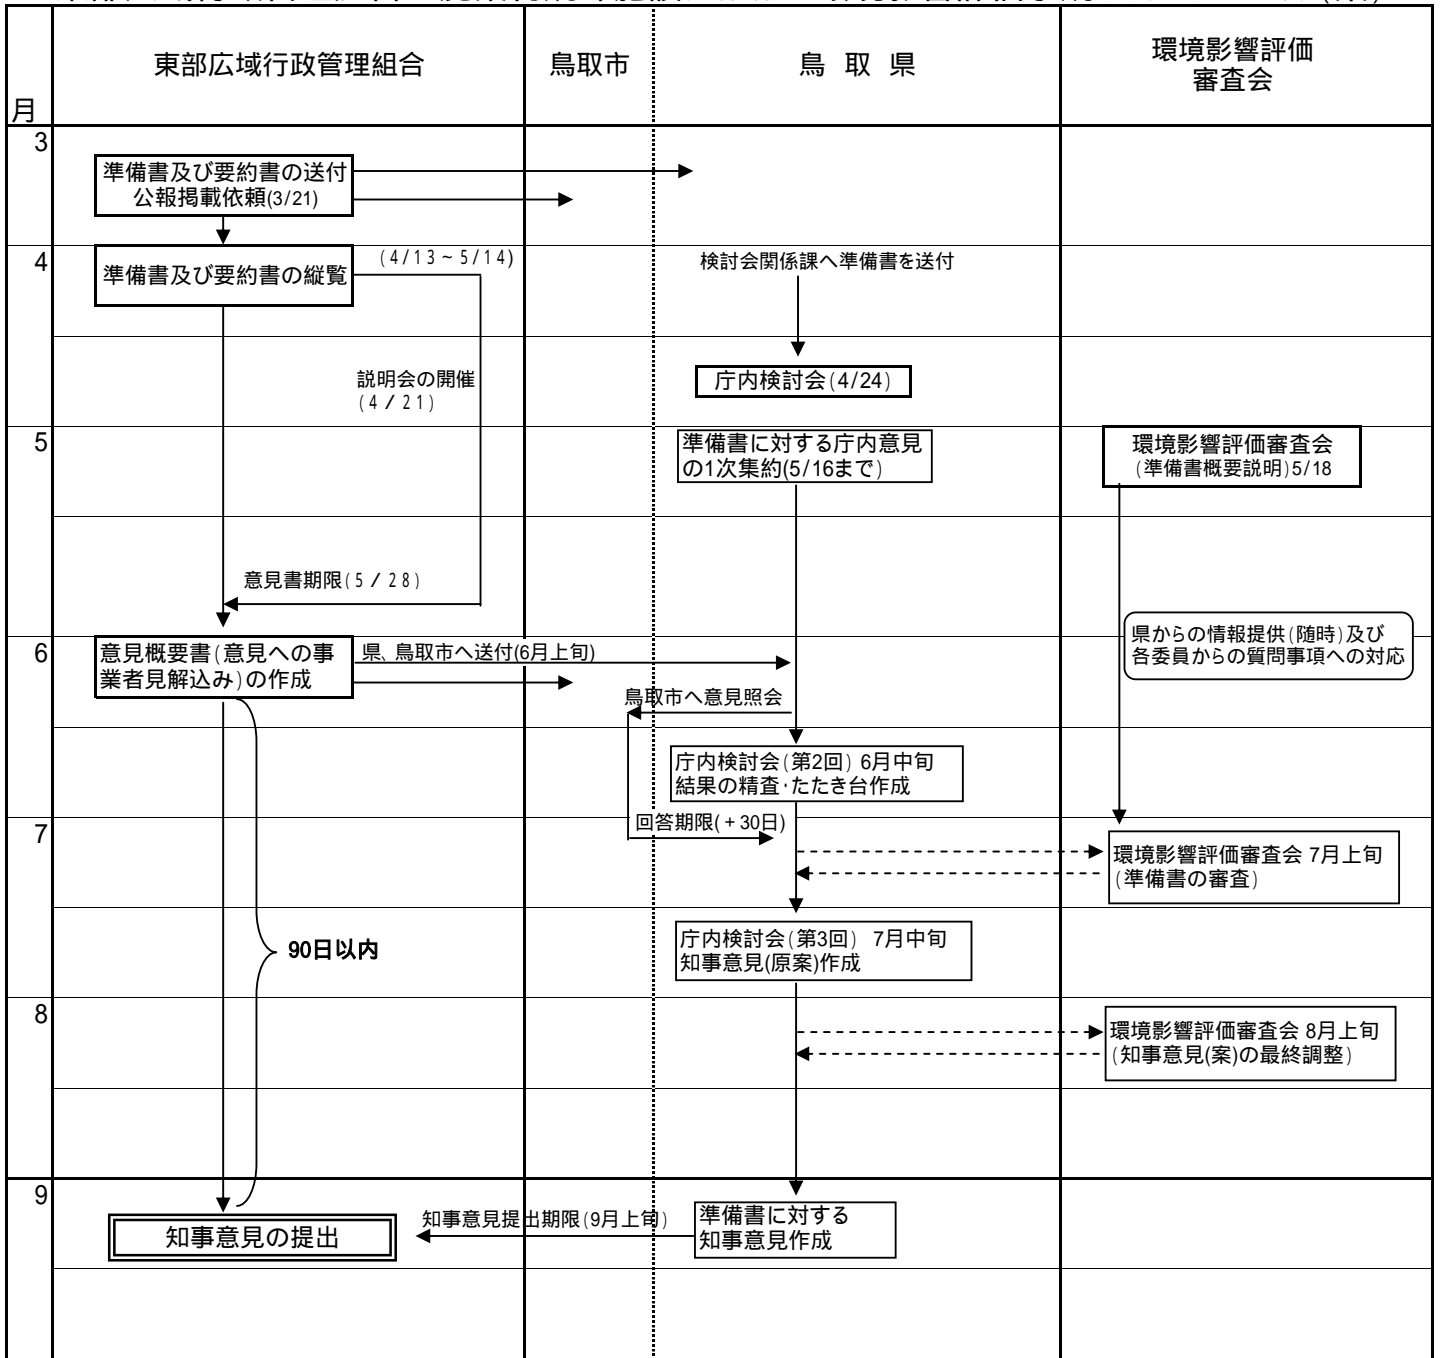 東部広域行政管理組合
鳥取市
鳥 取 県
環境影響評価
審査会
月
3
準備書及び要約書の送付
公報掲載依頼(3/21)
4
準備書及び要約書の縦覧
(4/13~5/14)
検討会関係課へ準備書を送付
説明会の開催
(4/21)
庁内検討会(4/24)
5
準備書に対する庁内意見
の1次集約(5/16まで)
環境影響評価審査会
(準備書概要説明)5/18
意見書期限(5/28)
6
意見概要書(意見への事
業者見解込み)の作成
県、鳥取市へ送付(6月上旬)
県からの情報提供(随時)及び
各委員からの質問事項への対応
鳥取市へ意見照会
庁内検討会(第2回) 6月中旬
結果の精査・たたき台作成
7
回答期限(+30日)
環境影響評価審査会 7月上旬
(準備書の審査)
90日以内
庁内検討会(第3回) 7月中旬
知事意見(原案)作成
8
環境影響評価審査会 8月上旬
(知事意見(案)の最終調整)
9
知事意見の提出
知事意見提出期限(9月上旬)
準備書に対する
知事意見作成